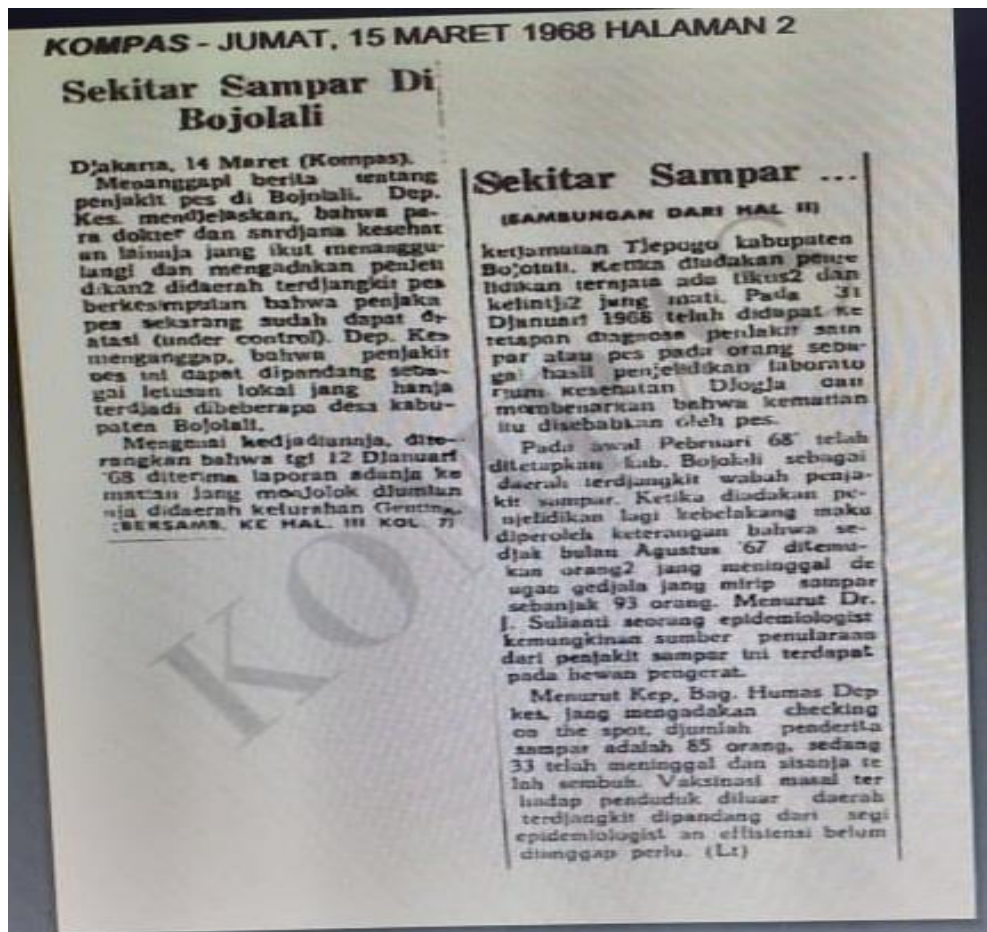 KOMPAS - JUMAT, 15 MARET 1968 HALAMAN 2
Sekitar Sampar Di
Bojolali
Djakarta, 14 Maret (Kompas).
Menanggapi berita tentang
penjakit pes di Bojolali. Dep.
Kes. mendjelaskan, bahwa pa-
ra dokter dan sardjana kesehat
an lainnja jang ikut menanggu-
langi dan mengadakan penjeli
dikan2 didaerah terdjangkit pes
berkesimpulan bahwa penjaka
pes sekarang sudah dapat di-
atasi (under control). Dep. Kes
menganggap, bahwa penjakit
pes ini dapat dipandang seba-
gai letusan lokal jang hanja
terdjadi dibeberapa desa kabu-
paten Bojolali.
Mengenai kedjadiannja, dite-
rangkan bahwa tgl 12 Djanuari
'68 diterima laporan adanja ke
matian jang menjolok djumlah
nja didaerah kelurahan Genting,
(BERSAMB. KE HAL. III KOL 7)
Sekitar Sampar ...
(SAMBUNGAN DARI HAL II)
ketjamatan Tjepogo kabupaten
Bojolali. Ketika diadakan penje
lidikan ternjata ada tikus2 dan
kelintji2 jang mati. Pada 31
Djanuari 1968 telah didapat ke
tetapan diagnose penjakit sam
par atau pes pada orang seba-
gai hasil penjelidikan laborato
rium kesehatan Djogja dan
membenarkan bahwa kematian
itu disebabkan oleh pes.
Pada awal Pebruari 68' telah
ditetapkan kab. Bojolali sebagai
daerah terdjangkit wabah penja-
kit sampar. Ketika diadakan pe-
njelidikan lagi kebelakang maku
diperoleh keterangan bahwa se-
djak bulan Agustus '67 ditemu-
kan orang2 jang meninggal de
ngan gedjala jang mirip sampar
sebanjak 93 orang. Menurut Dr.
J. Sulianti seorang epidemiologist
kemungkinan sumber penularaan
dari penjakit sampar ini terdapat
pada hewan pengerat.
Menurut Kep. Bag. Humas Dep
kes. jang mengadakan checking
on the spot, djumlah penderita
sampar adalah 85 orang, sedang
33 telah meninggal dan sisanja te
lah sembuh. Vaksinasi masal ter
hadap penduduk diluar daerah
terdjangkit dipandang dari segi
epidemiologist an effisiensi belum
dianggap perlu. (Lt)
KOMPAS